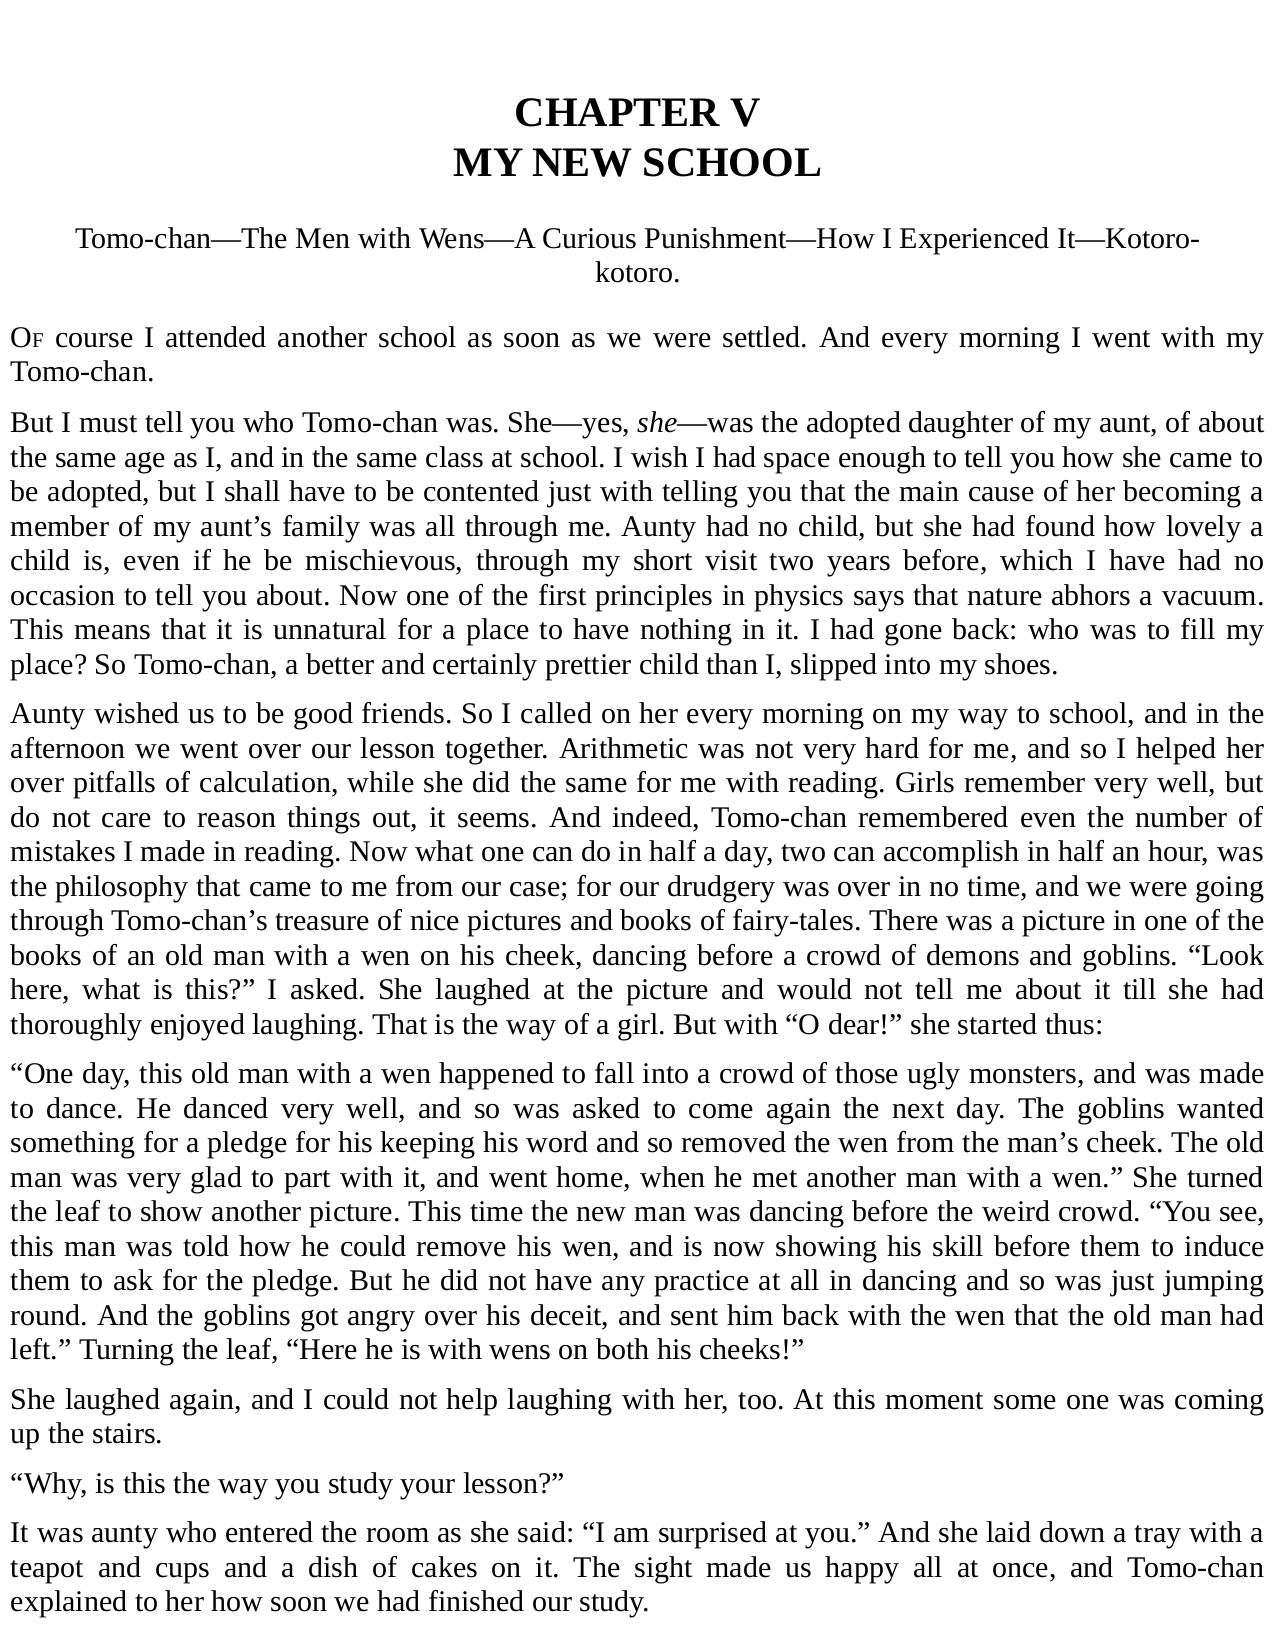 CHAPTER V
MY NEW SCHOOL
Tomo-chan—The Men with Wens—A Curious Punishment—How I Experienced It—Kotoro-
kotoro.
OF course I attended another school as soon as we were settled. And every morning I went with my
Tomo-chan.
But I must tell you who Tomo-chan was. She—yes, she—was the adopted daughter of my aunt, of about
the same age as I, and in the same class at school. I wish I had space enough to tell you how she came to
be adopted, but I shall have to be contented just with telling you that the main cause of her becoming a
member of my aunt’s family was all through me. Aunty had no child, but she had found how lovely a
child is, even if he be mischievous, through my short visit two years before, which I have had no
occasion to tell you about. Now one of the first principles in physics says that nature abhors a vacuum.
This means that it is unnatural for a place to have nothing in it. I had gone back: who was to fill my
place? So Tomo-chan, a better and certainly prettier child than I, slipped into my shoes.
Aunty wished us to be good friends. So I called on her every morning on my way to school, and in the
afternoon we went over our lesson together. Arithmetic was not very hard for me, and so I helped her
over pitfalls of calculation, while she did the same for me with reading. Girls remember very well, but
do not care to reason things out, it seems. And indeed, Tomo-chan remembered even the number of
mistakes I made in reading. Now what one can do in half a day, two can accomplish in half an hour, was
the philosophy that came to me from our case; for our drudgery was over in no time, and we were going
through Tomo-chan’s treasure of nice pictures and books of fairy-tales. There was a picture in one of the
books of an old man with a wen on his cheek, dancing before a crowd of demons and goblins. “Look
here, what is this?” I asked. She laughed at the picture and would not tell me about it till she had
thoroughly enjoyed laughing. That is the way of a girl. But with “O dear!” she started thus:
“One day, this old man with a wen happened to fall into a crowd of those ugly monsters, and was made
to dance. He danced very well, and so was asked to come again the next day. The goblins wanted
something for a pledge for his keeping his word and so removed the wen from the man’s cheek. The old
man was very glad to part with it, and went home, when he met another man with a wen.” She turned
the leaf to show another picture. This time the new man was dancing before the weird crowd. “You see,
this man was told how he could remove his wen, and is now showing his skill before them to induce
them to ask for the pledge. But he did not have any practice at all in dancing and so was just jumping
round. And the goblins got angry over his deceit, and sent him back with the wen that the old man had
left.” Turning the leaf, “Here he is with wens on both his cheeks!”
She laughed again, and I could not help laughing with her, too. At this moment some one was coming
up the stairs.
“Why, is this the way you study your lesson?”
It was aunty who entered the room as she said: “I am surprised at you.” And she laid down a tray with a
teapot and cups and a dish of cakes on it. The sight made us happy all at once, and Tomo-chan
explained to her how soon we had finished our study.